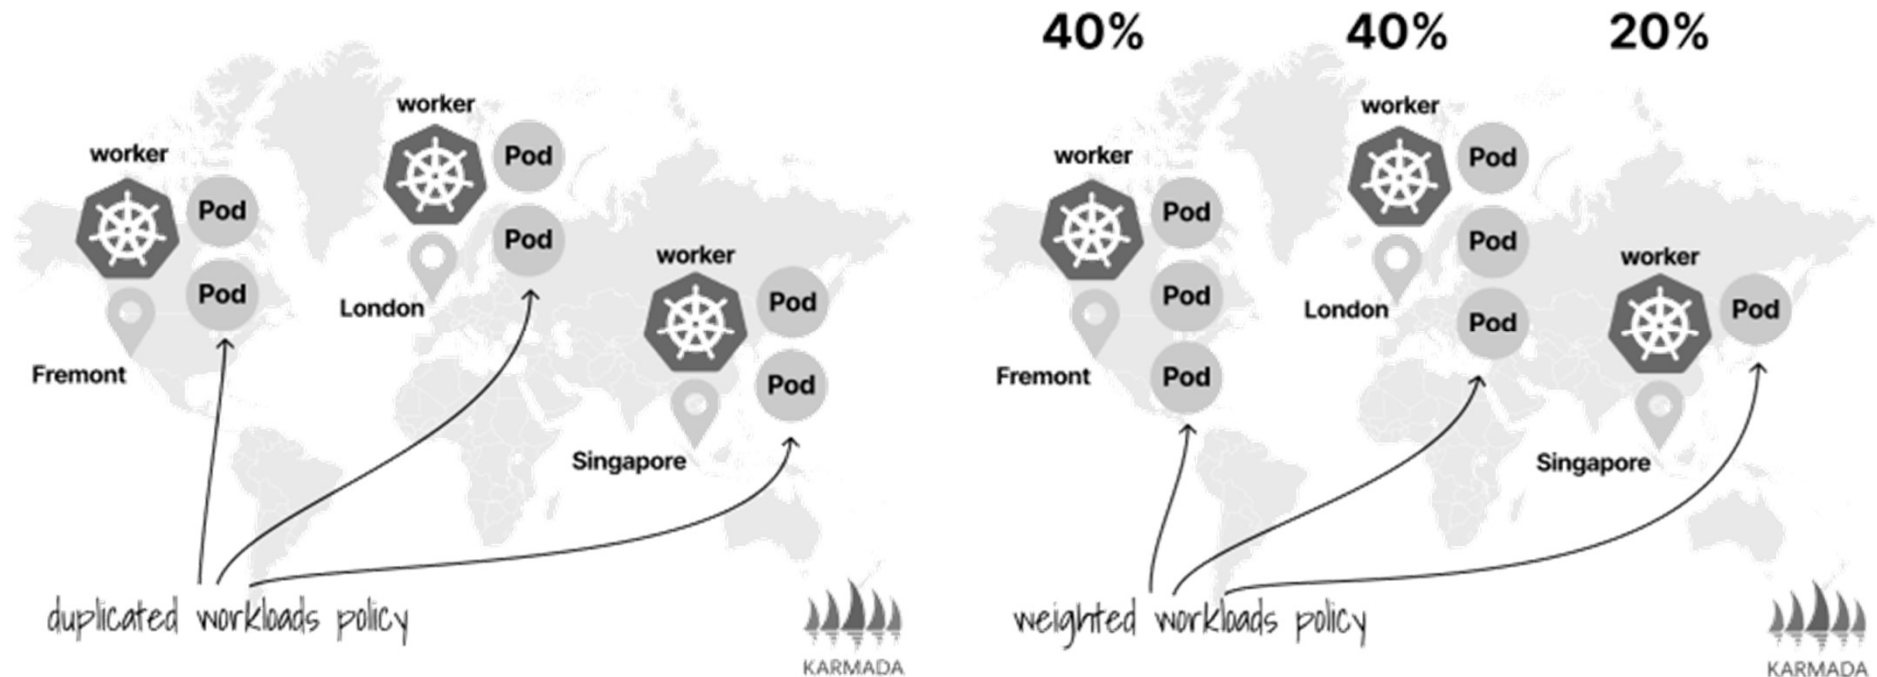 worker
Pod
Pod
Fremont
worker
Pod
Pod
London
worker
Pod
Pod
Singapore
duplicated workloads policy
KARMADA
40%
40%
20%
worker
Pod
Pod
Pod
Fremont
worker
Pod
Pod
Pod
London
worker
Pod
Singapore
weighted workloads policy
KARMADA